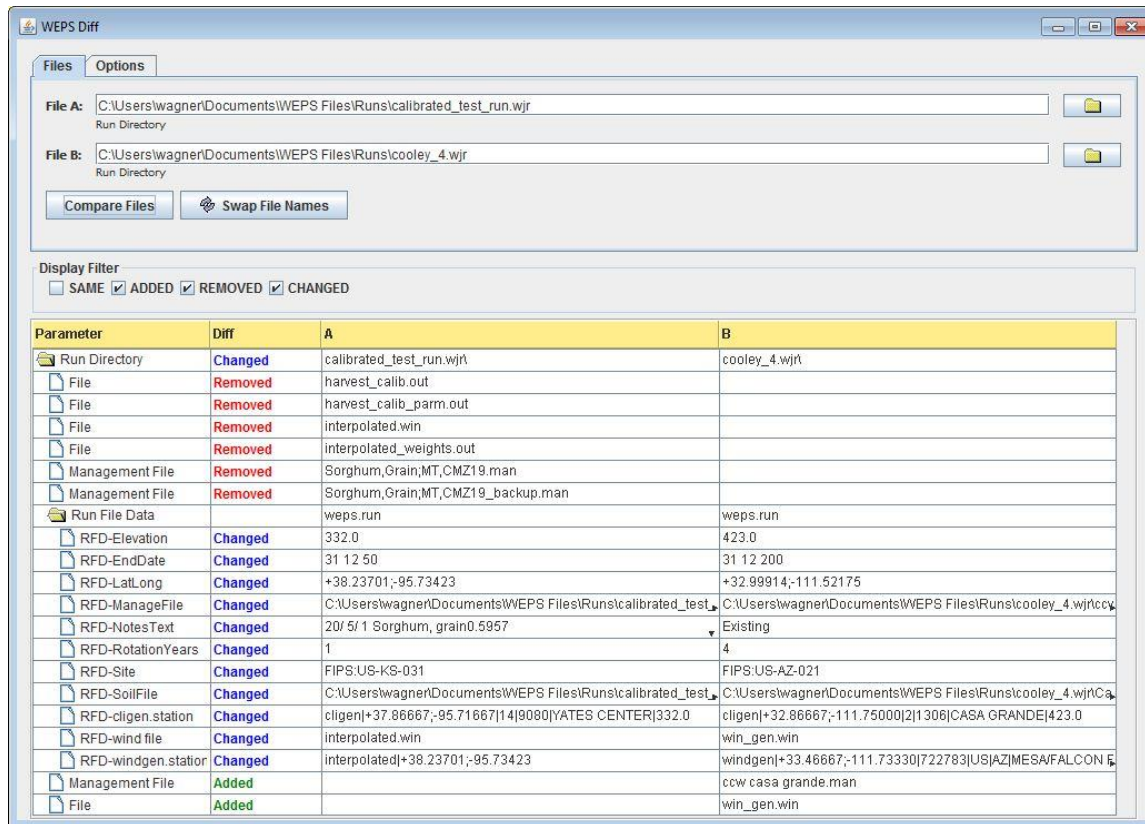 WEPS Diff
Files Options
File A: C:\Users\wagner\Documents\WEPS Files\Runs\calibrated_test_run.wjr
Run Directory
File B: C:\Users\wagner\Documents\WEPS Files\Runs\cooley_4.wjr
Run Directory
Compare Files Swap File Names
Display Filter
SAME ADDED REMOVED CHANGED
Parameter Diff A B
Run Directory Changed calibrated_test_run.wjr\ cooley_4.wjr\
File Removed harvest_calib.out
File Removed harvest_calib_parm.out
File Removed interpolated.win
File Removed interpolated_weights.out
Management File Removed Sorghum,Grain;MT,CMZ19.man
Management File Removed Sorghum,Grain;MT,CMZ19_backup.man
Run File Data weps.run weps.run
RFD-Elevation Changed 332.0 423.0
RFD-EndDate Changed 31 12 50 31 12 200
RFD-LatLong Changed +38.23701;-95.73423 +32.99914;-111.52175
RFD-ManageFile Changed C:\Users\wagner\Documents\WEPS Files\Runs\calibrated_test_ C:\Users\wagner\Documents\WEPS Files\Runs\cooley_4.wjr\ccw
RFD-NotesText Changed 20/ 5/ 1 Sorghum, grain0.5957 Existing
RFD-RotationYears Changed 1 4
RFD-Site Changed FIPS:US-KS-031 FIPS:US-AZ-021
RFD-SoilFile Changed C:\Users\wagner\Documents\WEPS Files\Runs\calibrated_test_ C:\Users\wagner\Documents\WEPS Files\Runs\cooley_4.wjr\Ca
RFD-cligen.station Changed cligen|+37.86667;-95.71667|14|9080|YATES CENTER|332.0 cligen|+32.86667;-111.75000|2|1306|CASA GRANDE|423.0
RFD-wind file Changed interpolated.win win_gen.win
RFD-windgen.station Changed interpolated|+38.23701;-95.73423 windgen|+33.46667;-111.73330|722783|US|AZ|MESA/FALCON F
Management File Added ccw casa grande.man
File Added win_gen.win